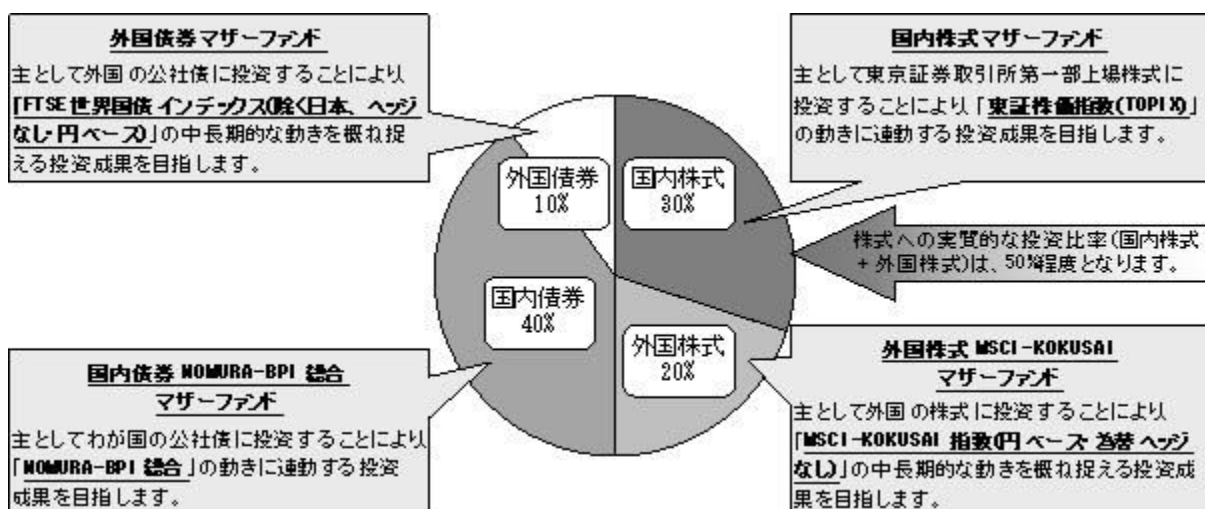 外国債券マザーファンド
主として外国の公社債に投資することにより
「FTSE世界国債インデックス(除く日本、ヘッジ
なし・円ベース)」の中長期的な動きを概ね捉
える投資成果を目指します。
国内株式マザーファンド
主として東京証券取引所第一部上場株式に
投資することにより「東証株価指数(TOPIX)」
の動きに連動する投資成果を目指します。
外国債券
10%
国内株式
30%
株式への実質的な投資比率(国内株式
+外国株式)は、50%程度となります。
国内債券
40%
外国株式
20%
国内債券 NOMURA-BPI 総合
マザーファンド
主としてわが国の公社債に投資することにより
「NOMURA-BPI 総合」の動きに連動する投資
成果を目指します。
外国株式 MSCI-KOKUSAI
マザーファンド
主として外国の株式に投資することにより
「MSCI-KOKUSAI 指数(円ベース・為替ヘッジ
なし)」の中長期的な動きを概ね捉える投資成
果を目指します。